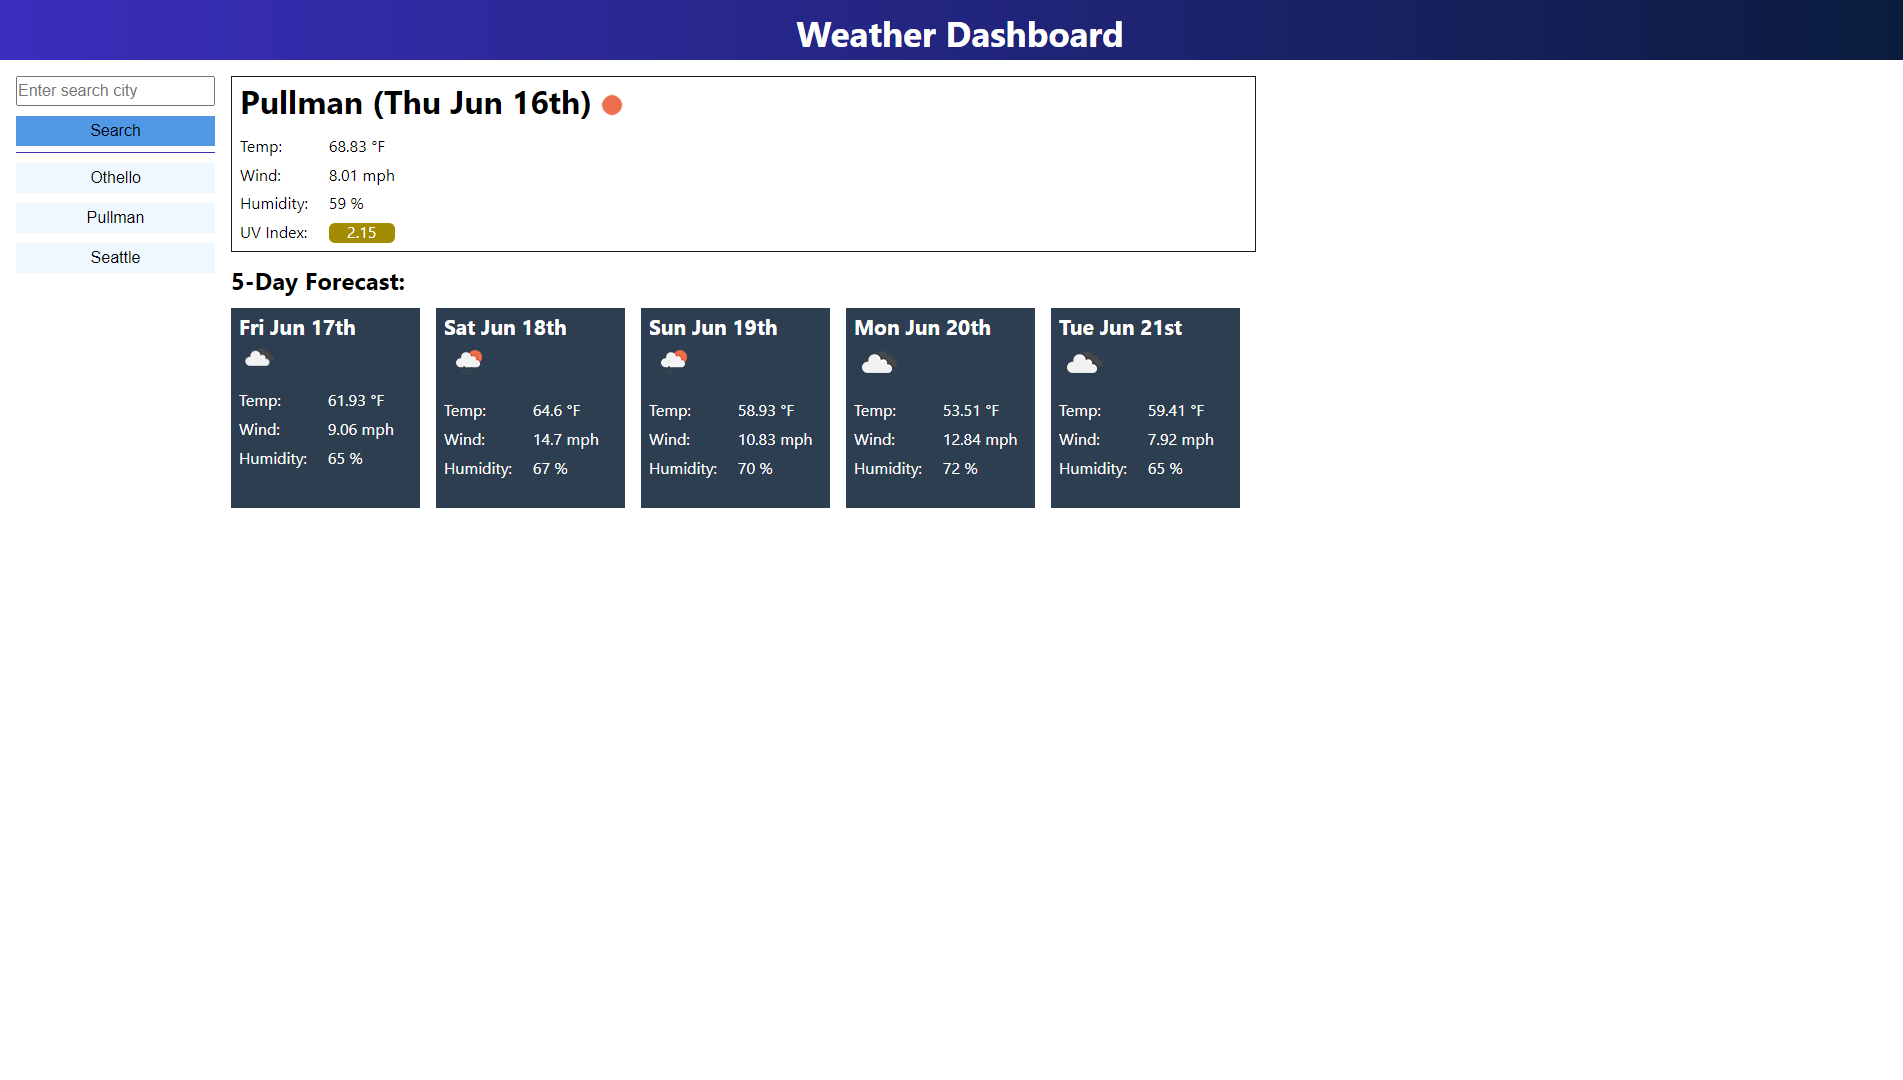 Weather Dashboard
Enter search city
Search
Othello
Pullman
Seattle
Pullman (Thu Jun 16th)
Temp: 68.83 °F
Wind: 8.01 mph
Humidity: 59 %
UV Index: 2.15
5-Day Forecast:
Fri Jun 17th
Temp: 61.93 °F
Wind: 9.06 mph
Humidity: 65 %
Sat Jun 18th
Temp: 64.6 °F
Wind: 14.7 mph
Humidity: 67 %
Sun Jun 19th
Temp: 58.93 °F
Wind: 10.83 mph
Humidity: 70 %
Mon Jun 20th
Temp: 53.51 °F
Wind: 12.84 mph
Humidity: 72 %
Tue Jun 21st
Temp: 59.41 °F
Wind: 7.92 mph
Humidity: 65 %